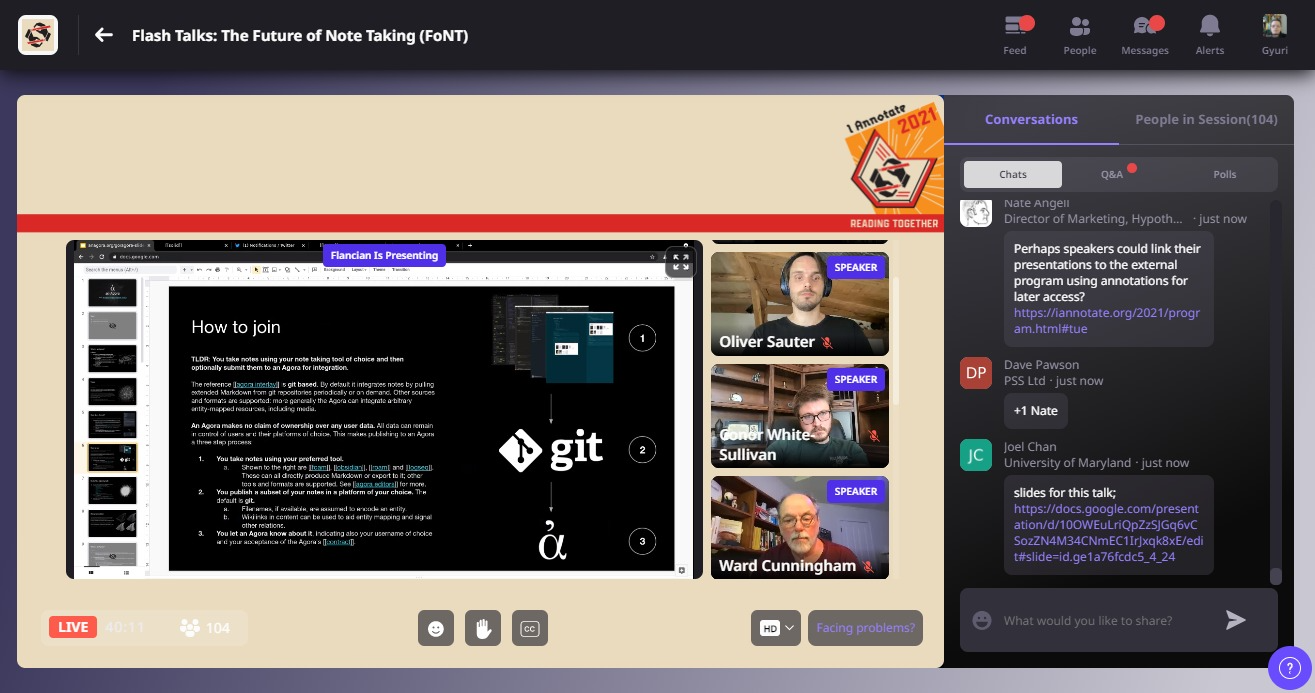 Flash Talks: The Future of Note Taking (FoNT)
Feed
People
Messages
Alerts
Gyuri
I Annotate
2021
READING TOGETHER
Flancian Is Presenting
docs.google.com
How to join
TLDR: You take notes using your note taking tool of choice and then
optionally submit them to an Agora for integration.
The reference [[agora interlay]] is git based. By default it integrates notes by pulling
extended Markdown from git repositories periodically or on demand. Other sources
and formats are supported: more generally the Agora can integrate arbitrary
entity-mapped resources, including media.
An Agora makes no claim of ownership over any user data. All data can remain
in control of users and their platforms of choice. This makes publishing to an Agora
a three step process:
1. You take notes using your preferred tool.
a. Shown to the right are [[foam]], [[obsidian]], [[roam]] and [[logseq]].
These can all directly produce Markdown or export to it; other
tools and formats are supported. See [[agora editors]] for more.
2. You publish a subset of your notes in a platform of your choice. The
default is git.
a. Filenames, if available, are assumed to encode an entity.
b. Wikilinks in content can be used to aid entity mapping and signal
other relations.
3. You let an Agora know about it, indicating also your username of choice
and your acceptance of the Agora's [[contract]].
1
git
2
ἀ
3
SPEAKER
Oliver Sauter
SPEAKER
Conor White-
Sullivan
SPEAKER
Ward Cunningham
LIVE
40:11
104
CC
HD
Facing problems?
Conversations
People in Session(104)
Chats
Q&A
Polls
Nate Angell
Director of Marketing, Hypoth... · just now
Perhaps speakers could link their
presentations to the external
program using annotations for
later access?
https://iannotate.org/2021/progr
am.html#tue
DP
Dave Pawson
PSS Ltd · just now
+1 Nate
JC
Joel Chan
University of Maryland · just now
slides for this talk;
https://docs.google.com/present
ation/d/10OWEuLriQpZzSJGq6vC
SozZN4M34CNmEC1IrJxqk8xE/edi
t#slide=id.ge1a76fcdc5_4_24
What would you like to share?
?